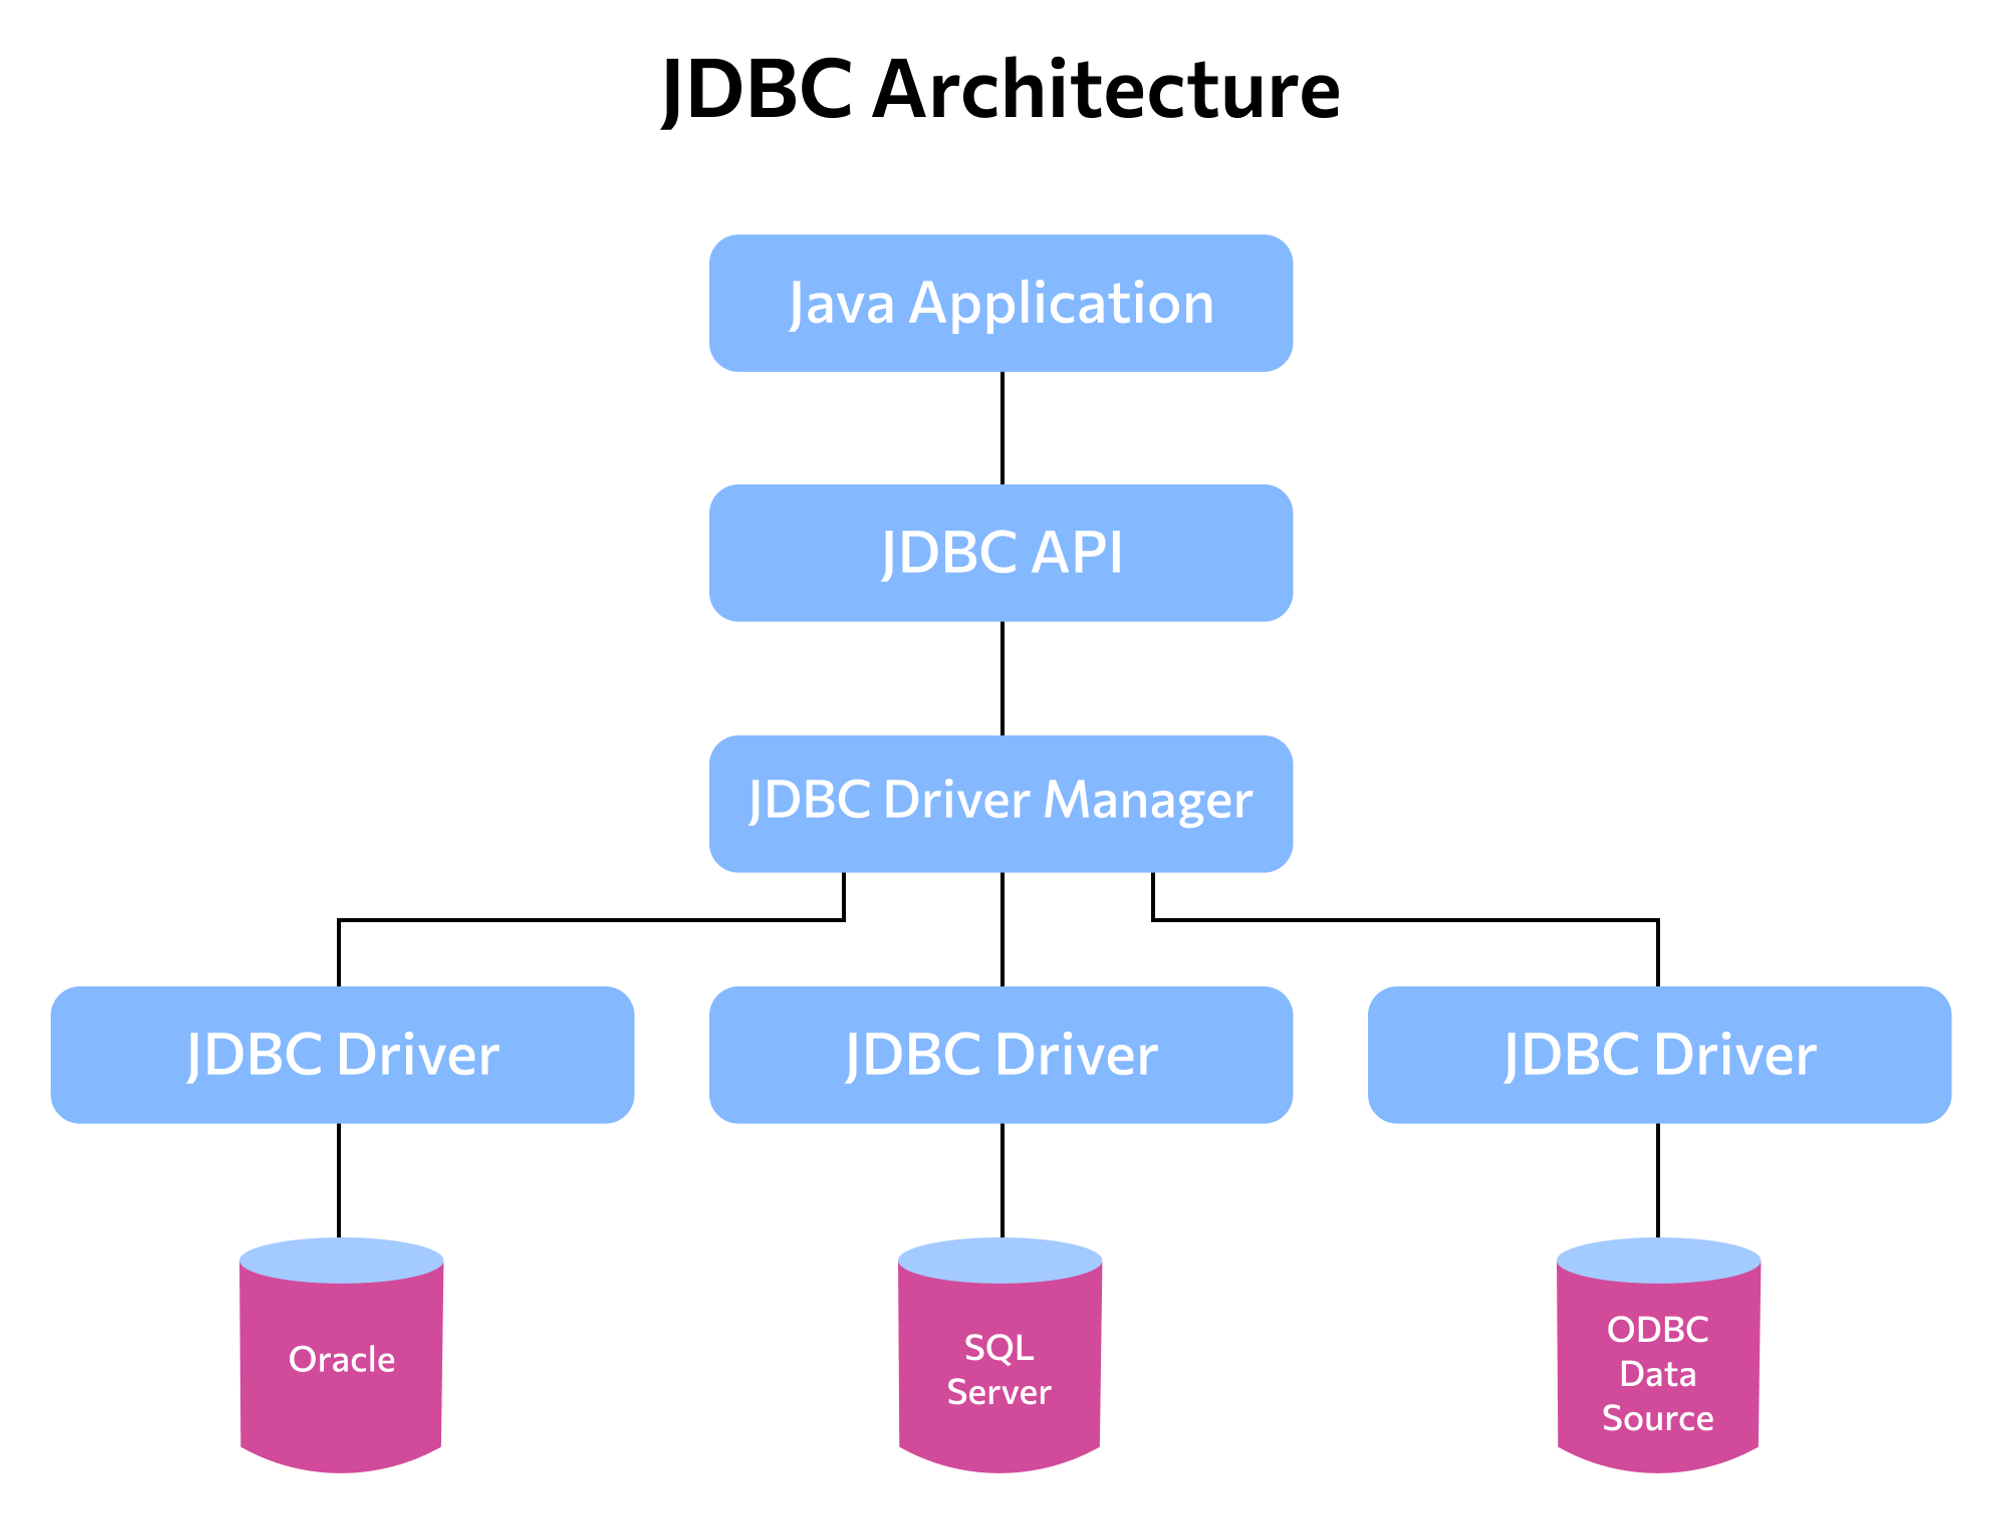 JDBC Architecture
Java Application
JDBC API
JDBC Driver Manager
JDBC Driver
JDBC Driver
JDBC Driver
Oracle
SQL
Server
ODBC
Data
Source